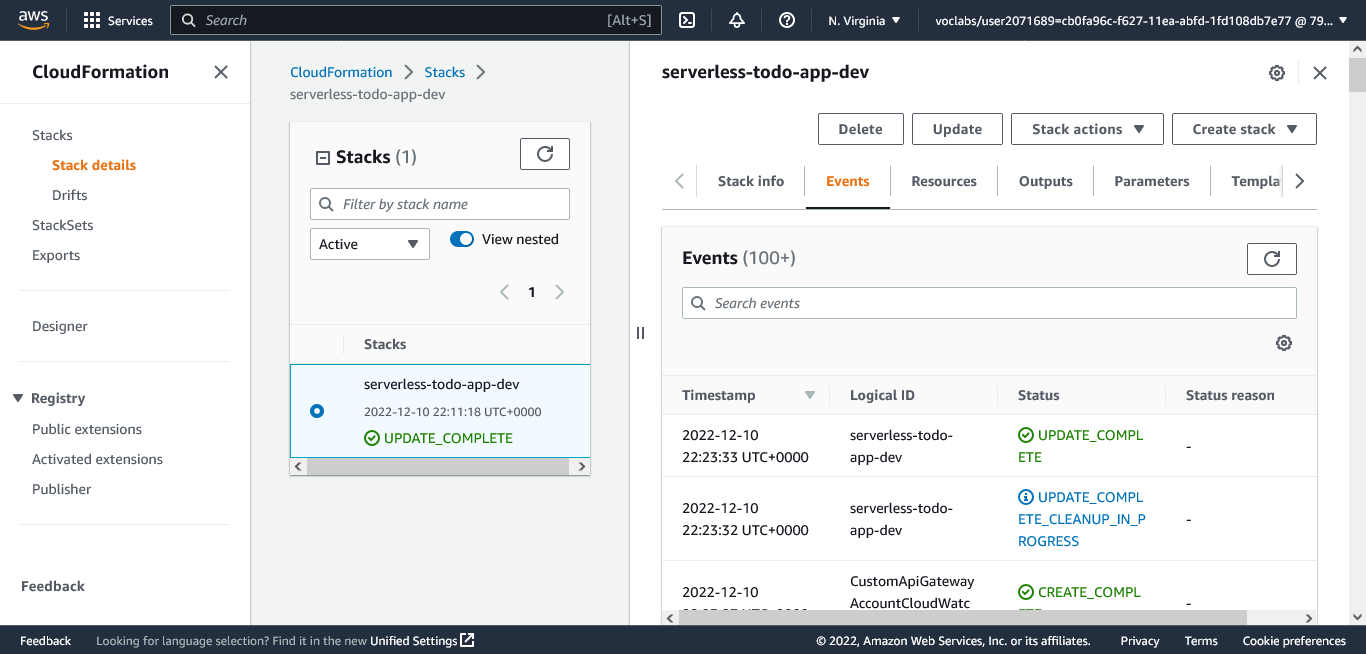 aws
Services
Search
[Alt+S]
N. Virginia
voclabs/user2071689=cb0fa96c-f627-11ea-abfd-1fd108db7e77 @ 79...
CloudFormation
Stacks
Stack details
Drifts
StackSets
Exports
Designer
Registry
Public extensions
Activated extensions
Publisher
Feedback
CloudFormation
Stacks
serverless-todo-app-dev
Stacks (1)
Filter by stack name
Active
View nested
1
Stacks
serverless-todo-app-dev
2022-12-10 22:11:18 UTC+0000
UPDATE_COMPLETE
serverless-todo-app-dev
Delete
Update
Stack actions
Create stack
Stack info
Events
Resources
Outputs
Parameters
Templa
Events (100+)
Search events
Timestamp
Logical ID
Status
Status reason
2022-12-10
22:23:33 UTC+0000
serverless-todo-
app-dev
UPDATE_COMPL
ETE
-
2022-12-10
22:23:32 UTC+0000
serverless-todo-
app-dev
UPDATE_COMPL
ETE_CLEANUP_IN_P
ROGRESS
-
2022-12-10
CustomApiGateway
AccountCloudWatc
CREATE_COMPL
-
Feedback
Looking for language selection? Find it in the new Unified Settings
© 2022, Amazon Web Services, Inc. or its affiliates.
Privacy
Terms
Cookie preferences